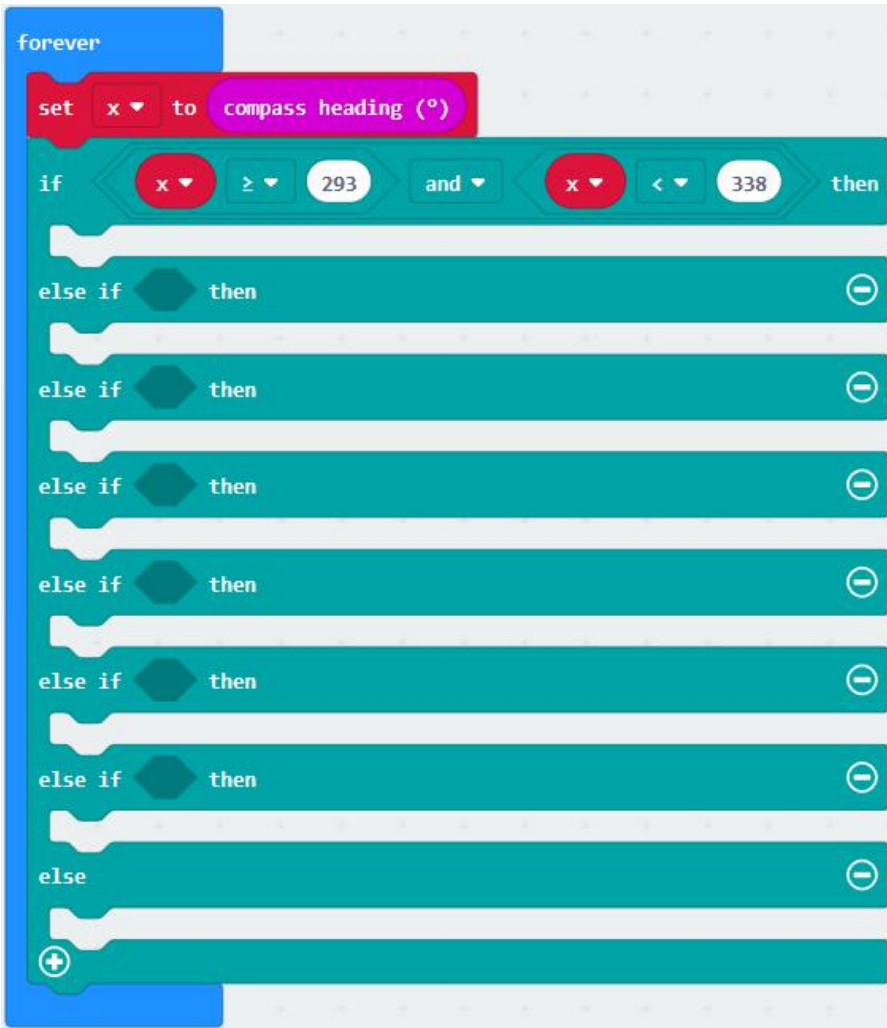 forever
set x to compass heading (°)
if x ≥ 293 and x < 338 then
else if then
else if then
else if then
else if then
else if then
else if then
else